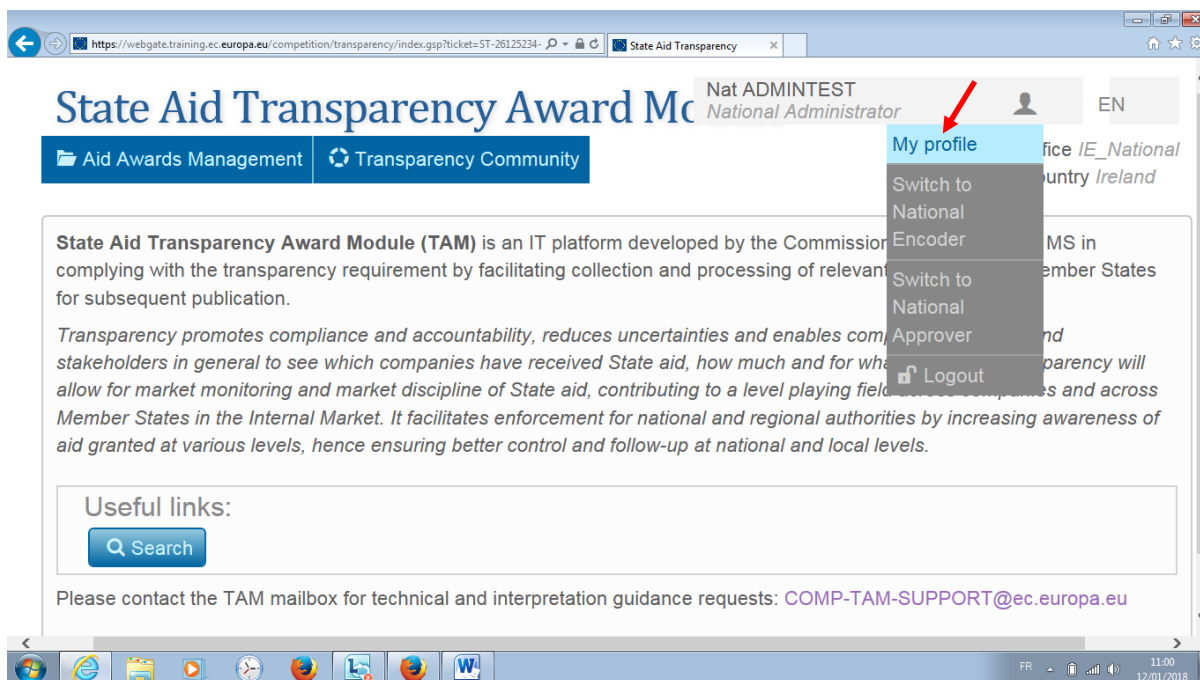 https://webgate.training.ec.europa.eu/competition/transparency/index.gsp?ticket=ST-26125234-
State Aid Transparency
State Aid Transparency Award Mo
Nat ADMINTEST
National Administrator
EN
Aid Awards Management
Transparency Community
My profile
Switch to
National
Encoder
Switch to
National
Approver
Logout
fice IE_National
ountry Ireland
State Aid Transparency Award Module (TAM) is an IT platform developed by the Commission MS in
complying with the transparency requirement by facilitating collection and processing of relevant ember States
for subsequent publication.
Transparency promotes compliance and accountability, reduces uncertainties and enables comp nd
stakeholders in general to see which companies have received State aid, how much and for wha parency will
allow for market monitoring and market discipline of State aid, contributing to a level playing field across companies and across
Member States in the Internal Market. It facilitates enforcement for national and regional authorities by increasing awareness of
aid granted at various levels, hence ensuring better control and follow-up at national and local levels.
Useful links:
Search
Please contact the TAM mailbox for technical and interpretation guidance requests: COMP-TAM-SUPPORT@ec.europa.eu
FR
11:00
12/01/2018